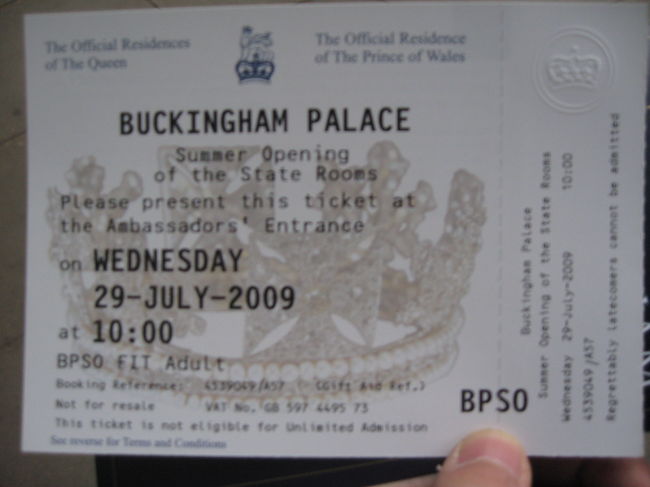 The Official Residences
of The Queen
The Official Residence
of The Prince of Wales
BUCKINGHAM PALACE
Summer Opening
of the State Rooms
Please present this ticket at
the Ambassadors' Entrance
on WEDNESDAY
29-JULY-2009
at 10:00
BPSO FIT Adult
Booking Reference: 4539049/A57 (Gift Aid Ref.)
Not for resale VAT No. GB 597 4495 73
This ticket is not eligible for Unlimited Admission
See reverse for Terms and Conditions
BPSO
Buckingham Palace
Summer Opening of the State Rooms
Wednesday 29-July-2009 10:00
4539049/A57
Regrettably latecomers cannot be admitted